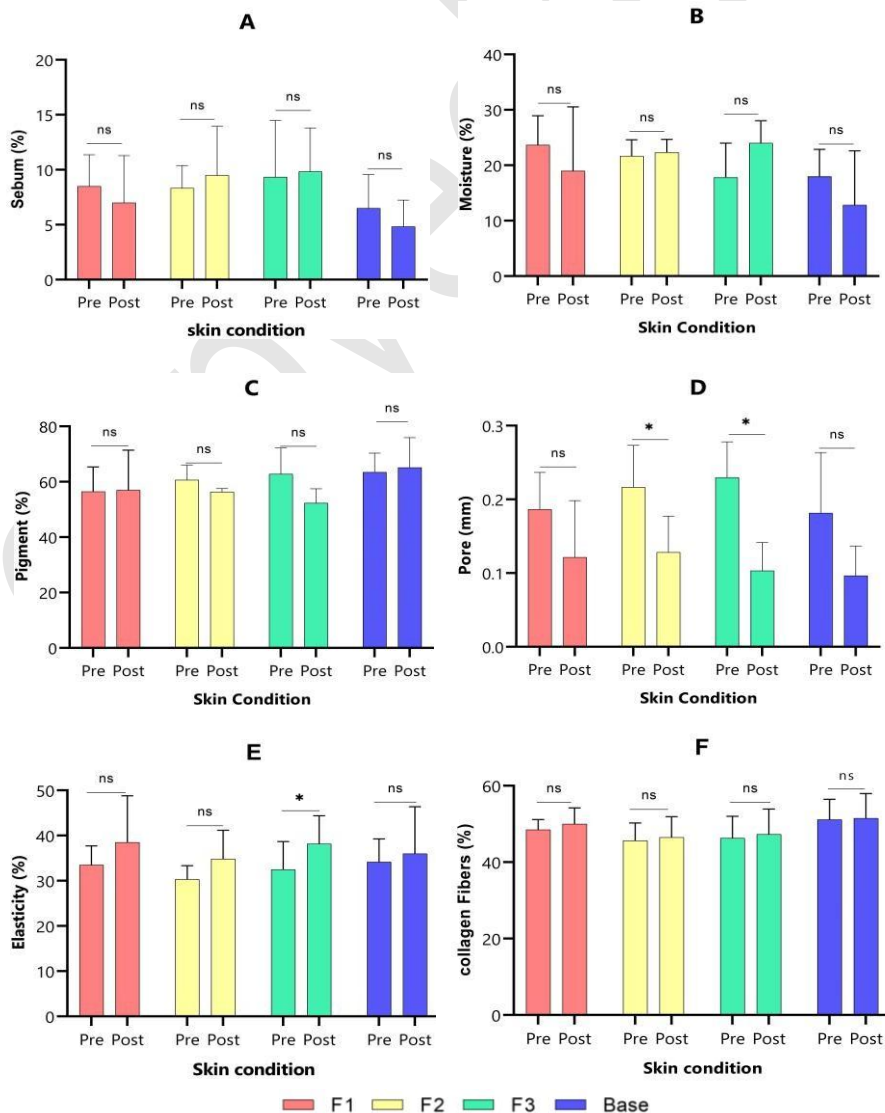 A
20
15
10
5
0
Sebum (%)
ns
ns
ns
ns
Pre Post Pre Post Pre Post Pre Post
skin condition
B
40
30
20
10
0
Moisture (%)
ns
ns
ns
ns
Pre Post Pre Post Pre Post Pre Post
Skin Condition
C
80
60
40
20
0
Pigment (%)
ns
ns
ns
ns
Pre Post Pre Post Pre Post Pre Post
Skin Condition
D
0.3
0.2
0.1
0.0
Pore (mm)
ns
*
*
ns
Pre Post Pre Post Pre Post Pre Post
Skin Condition
E
50
40
30
20
10
0
Elasticity (%)
ns
ns
*
ns
Pre Post Pre Post Pre Post Pre Post
Skin condition
F
60
40
20
0
collagen Fibers (%)
ns
ns
ns
ns
Pre Post Pre Post Pre Post Pre Post
Skin condition
F1 F2 F3 Base